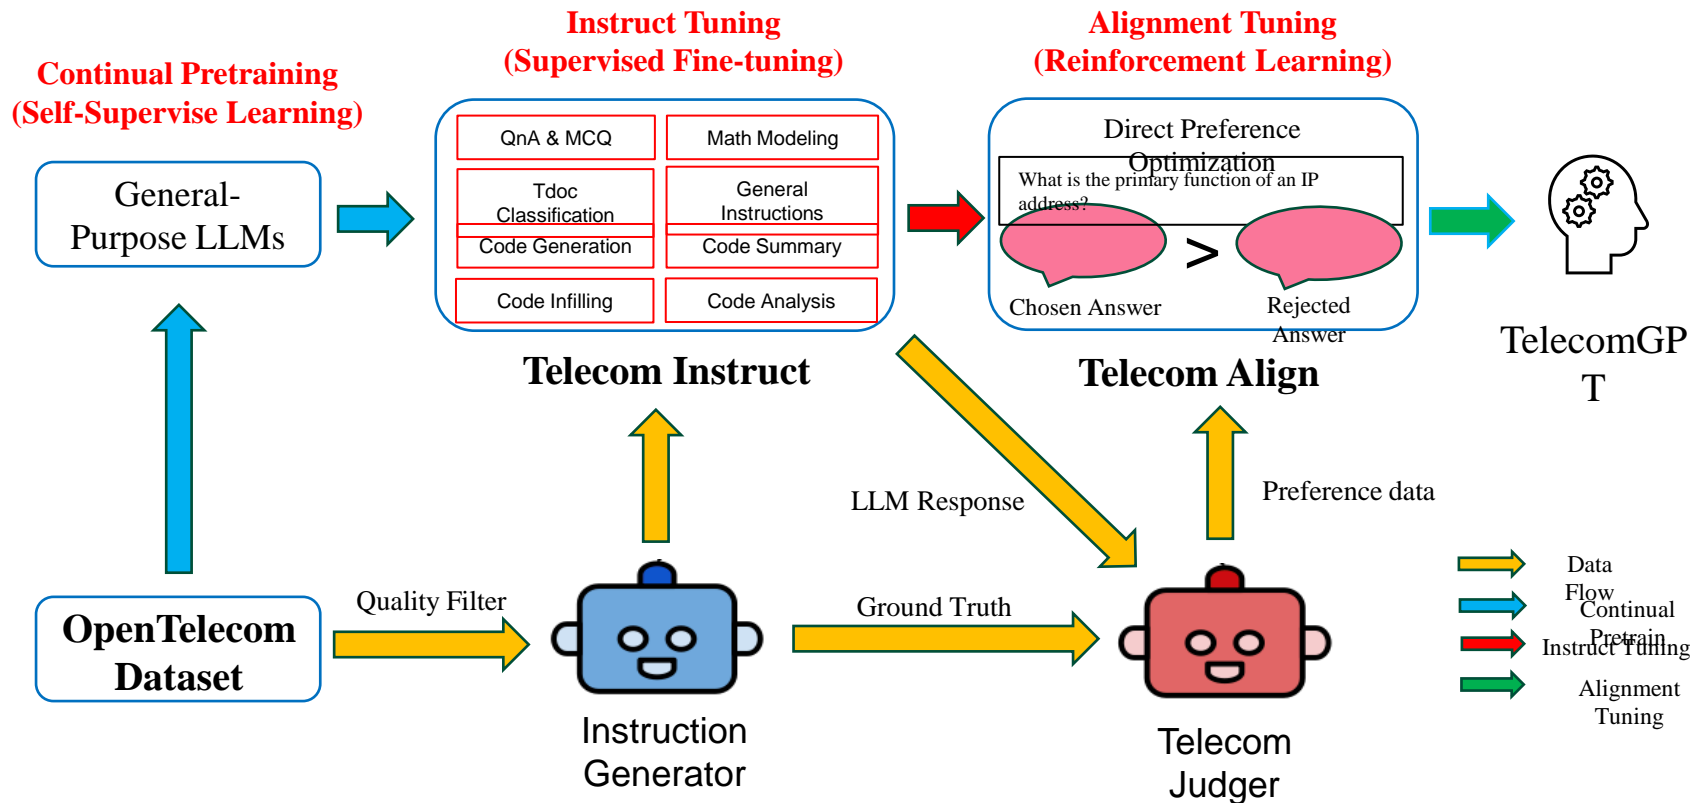 Continual Pretraining
(Self-Supervise Learning)
Instruct Tuning
(Supervised Fine-tuning)
Alignment Tuning
(Reinforcement Learning)
General-
Purpose LLMs
QnA & MCQ
Math Modeling
Tdoc
Classification
General
Instructions
Code Generation
Code Summary
Code Infilling
Code Analysis
Telecom Instruct
Direct Preference
Optimization
What is the primary function of an IP
address?
>
Chosen Answer
Rejected
Answer
Telecom Align
TelecomGP
T
LLM Response
Preference data
OpenTelecom
Dataset
Quality Filter
Ground Truth
Instruction
Generator
Telecom
Judger
Data
Flow
Continual
Pretrain
Instruct Tuning
Alignment
Tuning